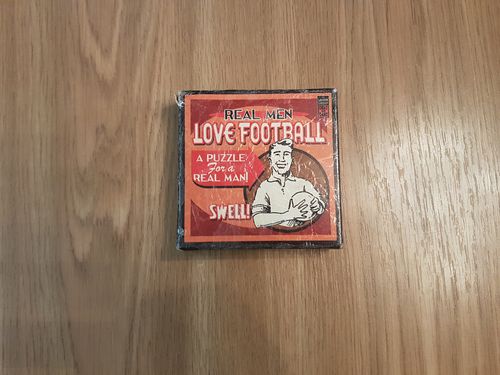 REAL MEN
LOVE FOOTBALL
A PUZZLE
For a
REAL MAN!
SWELL!